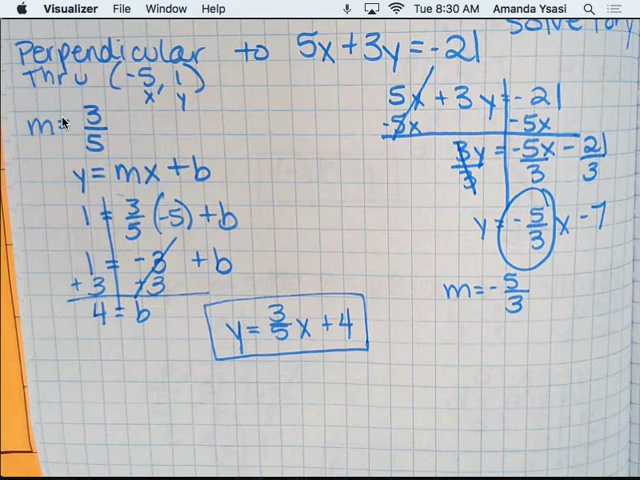 Visualizer File Window Help Tue 8:30 AM Amanda Ysasi
Solve for y
Perpendicular to 5x + 3y = -21
Thru (-5, 1)
x y
m = 3/5
y = mx + b
1 = 3/5 (-5) + b
1 = -3 + b
+3 +3
4 = b
y = 3/5 x + 4
5x + 3y = -21
-5x -5x
3y/3 = -5x/3 - 21/3
y = -5/3 x - 7
m = -5/3